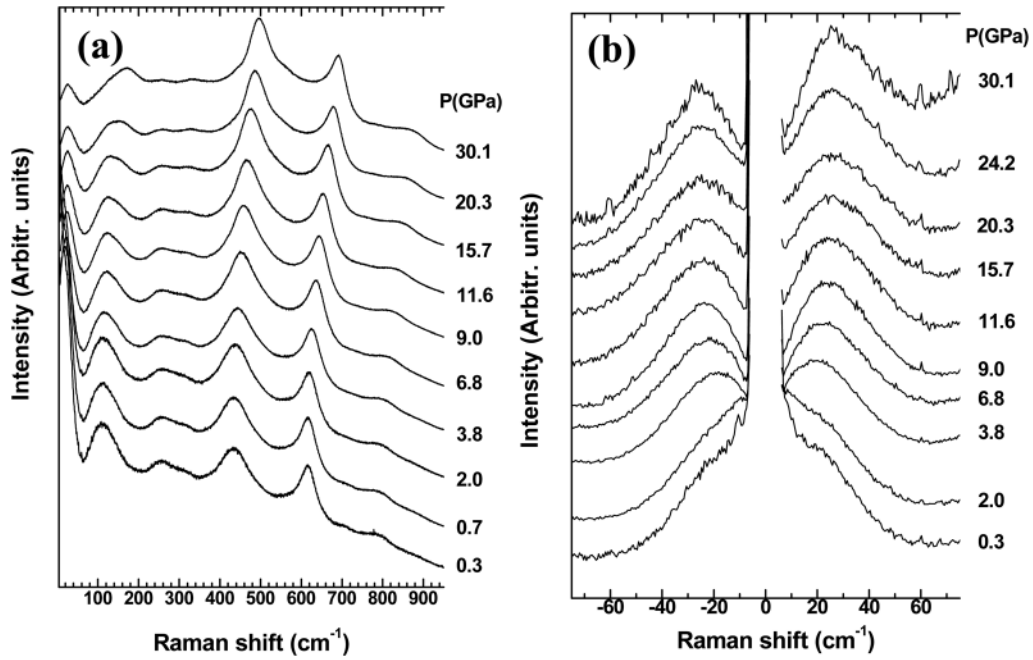 (a)
P(GPa)
30.1
20.3
15.7
11.6
9.0
6.8
3.8
2.0
0.7
0.3
Intensity (Arbitr. units)
100 200 300 400 500 600 700 800 900
Raman shift (cm-1)
(b)
P(GPa)
30.1
24.2
20.3
15.7
11.6
9.0
6.8
3.8
2.0
0.3
Intensity (Arbitr. units)
-60 -40 -20 0 20 40 60
Raman shift (cm-1)